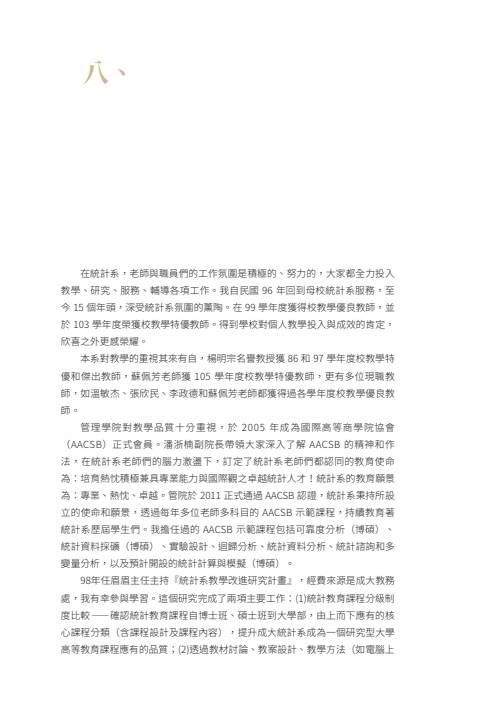 八、
在統計系，老師與職員們的工作氛圍是積極的、努力的，大家都全力投入
教學、研究、服務、輔導各項工作。我自民國 96 年回到母校統計系服務，至
今 15 個年頭，深受統計系氛圍的薰陶。在 99 學年度獲得校教學優良教師，並
於 103 學年度榮獲校教學特優教師。得到學校對個人教學投入與成效的肯定，
欣喜之外更感榮耀。
本系對教學的重視其來有自，楊明宗名譽教授獲 86 和 97 學年度校教學特
優和傑出教師，蘇佩芳老師獲 105 學年度校教學特優教師，更有多位現職教
師，如溫敏杰、張欣民、李政德和蘇佩芳老師都獲得過各學年度校教學優良教
師。
管理學院對教學品質十分重視，於 2005 年成為國際高等商學院協會
（AACSB）正式會員。潘浙楠副院長帶領大家深入了解 AACSB 的精神和作
法，在統計系老師們的腦力激盪下，訂定了統計系老師們都認同的教育使命
為：培育熱忱積極兼具專業能力與國際觀之卓越統計人才！統計系的教育願景
為：專業、熱忱、卓越。管院於 2011 正式通過 AACSB 認證，統計系秉持所設
立的使命和願景，透過每年多位老師多科目的 AACSB 示範課程，持續教育著
統計系歷屆學生們。我擔任過的 AACSB 示範課程包括可靠度分析（博碩）、
統計資料採礦（博碩）、實驗設計、迴歸分析、統計資料分析、統計諮詢和多
變量分析，以及預計開設的統計計算與模擬（博碩）。
98年任眉眉主任主持『統計系教學改進研究計畫』，經費來源是成大教務
處，我有幸參與學習。這個研究完成了兩項主要工作：(1)統計教育課程分級制
度比較——確認統計教育課程自博士班、碩士班到大學部，由上而下應有的核
心課程分類（含課程設計及課程內容），提升成大統計系成為一個研究型大學
高等教育課程應有的品質；(2)透過教材討論、教案設計、教學方法（如電腦上